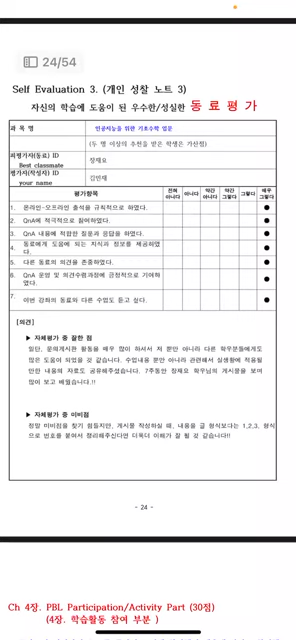 24/54
Self Evaluation 3. (개인 성찰 노트 3)
자신의 학습에 도움이 된 우수한/성실한 동 료 평 가
과 목 명
인공지능을 위한 기초수학 입문
(두 명 이상의 추천을 받은 학생은 가산점)
피평가자(동료) ID
Best classmate
장재요
평가자(작성자) ID
your name
김민재
평가항목
전혀 아니다
아니다
약간 아니다
약간 그렇다
그렇다
매우 그렇다
1. 온라인-오프라인 출석을 규칙적으로 하였다.
2. QnA에 적극적으로 참여하였다.
3. QnA 내용에 적합한 질문과 응답을 하였다.
4. 동료에게 도움에 되는 지식과 정보를 제공하였다.
5. 다른 동료의 의견을 존중하였다.
6. QnA 운영 및 의견수렴과정에 긍정적으로 기여하였다.
7. 이번 강좌의 동료와 다른 수업도 듣고 싶다.
[의견]
▶ 자체평가 중 잘한 점
일단, 문화게시판 활동을 매우 많이 하셔서 저 뿐만 아니라 다른 학우분들에게도
많은 도움이 되었을 것 같습니다. 수업내용 뿐만 아니라 관련해서 실생활에 적용될
만한 내용의 자료도 공유해주셨습니다. 7주동안 장재요 학우님의 게시물을 보며
많이 보고 배웠습니다.!!
▶ 자체평가 중 미비점
정말 미비점을 찾기 힘들지만, 게시물 작성하실 때, 내용을 글 형식보다는 1,2,3, 형식
으로 번호를 붙여서 정리해주신다면 더욱더 이해가 잘 될 것 같습니다!!
- 24 -
Ch 4장. PBL Participation/Activity Part (30점)
(4장. 학습활동 참여 부분 )